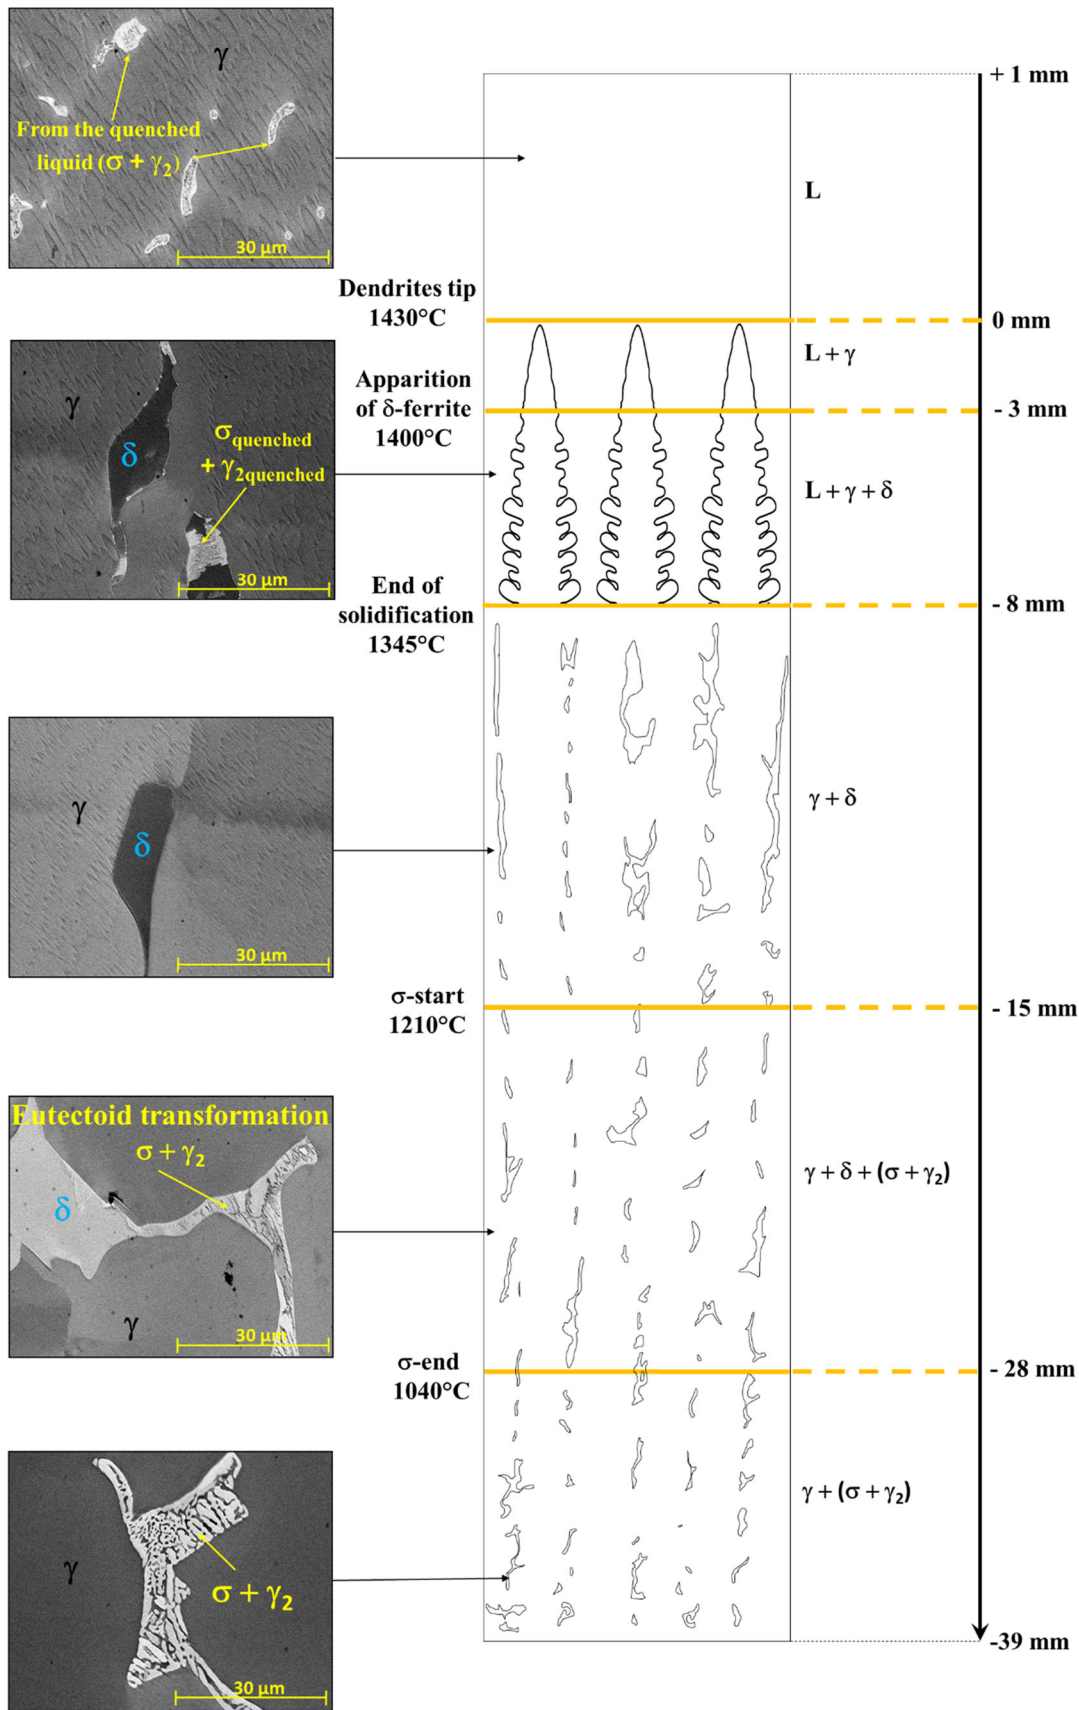 γ
From the quenched
liquid (σ + γ₂)
30 µm
+ 1 mm
L
Dendrites tip
1430°C
0 mm
L + γ
Apparition
of δ-ferrite
1400°C
- 3 mm
γ
δ
σquenched
+ γ2quenched
30 µm
L + γ + δ
End of
solidification
1345°C
- 8 mm
γ
δ
30 µm
γ + δ
σ-start
1210°C
- 15 mm
Eutectoid transformation
σ + γ₂
δ
γ
30 µm
γ + δ + (σ + γ₂)
σ-end
1040°C
- 28 mm
γ
σ + γ₂
30 µm
γ + (σ + γ₂)
-39 mm